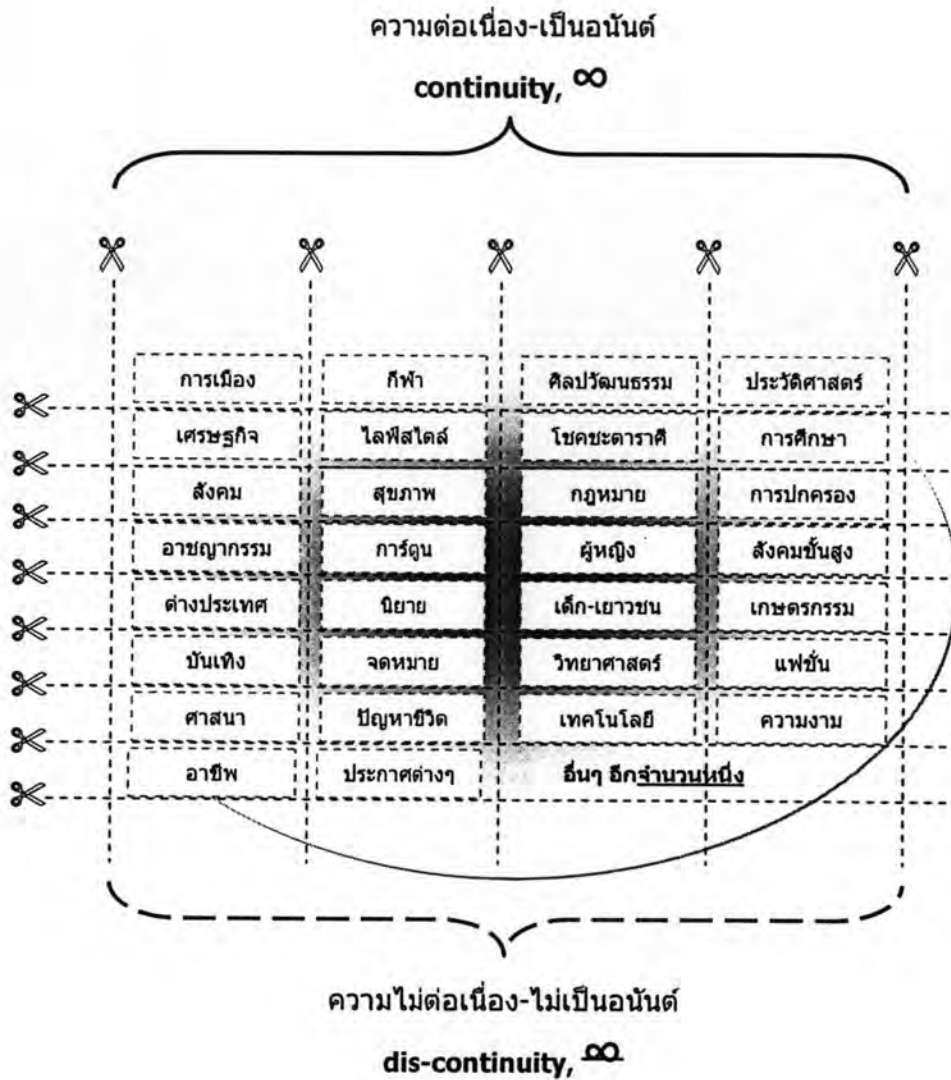 ความต่อเนื่อง-เป็นอนันต์
continuity, ∞
การเมือง กีฬา ศิลปวัฒนธรรม ประวัติศาสตร์
เศรษฐกิจ ไลฟ์สไตล์ โชคชะตาราศี การศึกษา
สังคม สุขภาพ กฎหมาย การปกครอง
อาชญากรรม การ์ตูน ผู้หญิง สังคมชั้นสูง
ต่างประเทศ นิยาย เด็ก-เยาวชน เกษตรกรรม
บันเทิง จดหมาย วิทยาศาสตร์ แฟชั่น
ศาสนา ปัญหาชีวิต เทคโนโลยี ความงาม
อาชีพ ประกาศต่างๆ อื่นๆ อีกจำนวนหนึ่ง
ความไม่ต่อเนื่อง-ไม่เป็นอนันต์
dis-continuity, ∞